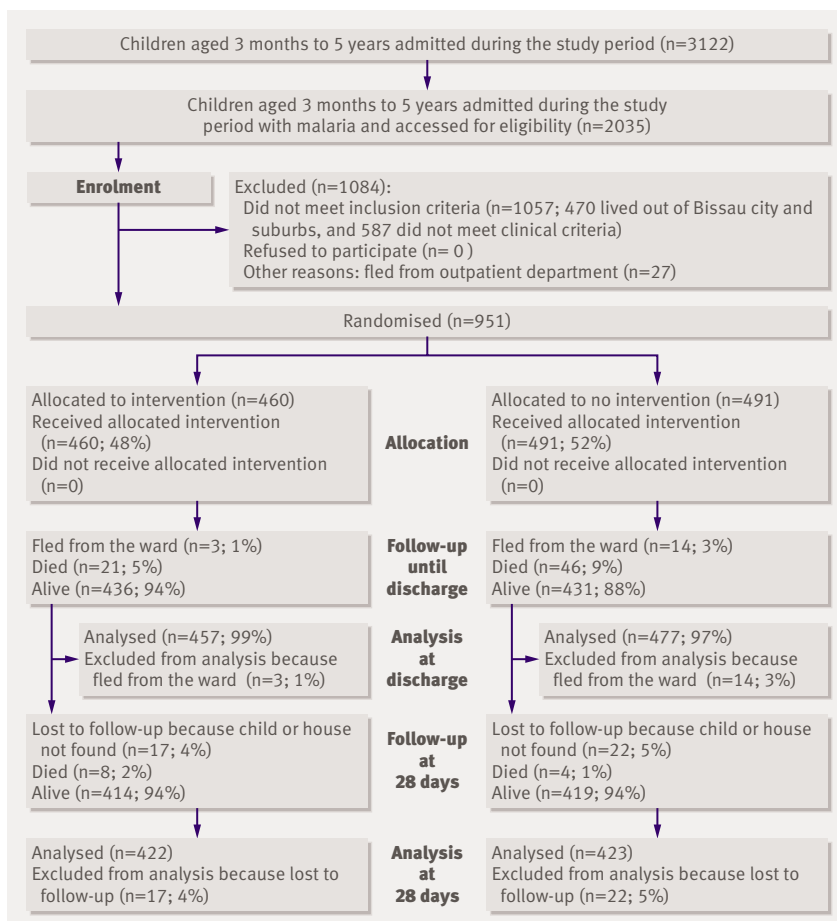 Children aged 3 months to 5 years admitted during the study period (n=3122)
Children aged 3 months to 5 years admitted during the study
period with malaria and accessed for eligibility (n=2035)
Enrolment
Excluded (n=1084):
Did not meet inclusion criteria (n=1057; 470 lived out of Bissau city and
suburbs, and 587 did not meet clinical criteria)
Refused to participate (n= 0 )
Other reasons: fled from outpatient department (n=27)
Randomised (n=951)
Allocated to intervention (n=460)
Received allocated intervention
(n=460; 48%)
Did not receive allocated intervention
(n=0)
Allocation
Allocated to no intervention (n=491)
Received allocated intervention
(n=491; 52%)
Did not receive allocated intervention
(n=0)
Fled from the ward (n=3; 1%)
Died (n=21; 5%)
Alive (n=436; 94%)
Follow-up
until
discharge
Fled from the ward (n=14; 3%)
Died (n=46; 9%)
Alive (n=431; 88%)
Analysed (n=457; 99%)
Excluded from analysis because
fled from the ward (n=3; 1%)
Analysis
at
discharge
Analysed (n=477; 97%)
Excluded from analysis because
fled from the ward (n=14; 3%)
Lost to follow-up because child or house
not found (n=17; 4%)
Died (n=8; 2%)
Alive (n=414; 94%)
Follow-up
at
28 days
Lost to follow-up because child or house
not found (n=22; 5%)
Died (n=4; 1%)
Alive (n=419; 94%)
Analysed (n=422)
Excluded from analysis because lost to
follow-up (n=17; 4%)
Analysis
at
28 days
Analysed (n=423)
Excluded from analysis because lost to
follow-up (n=22; 5%)